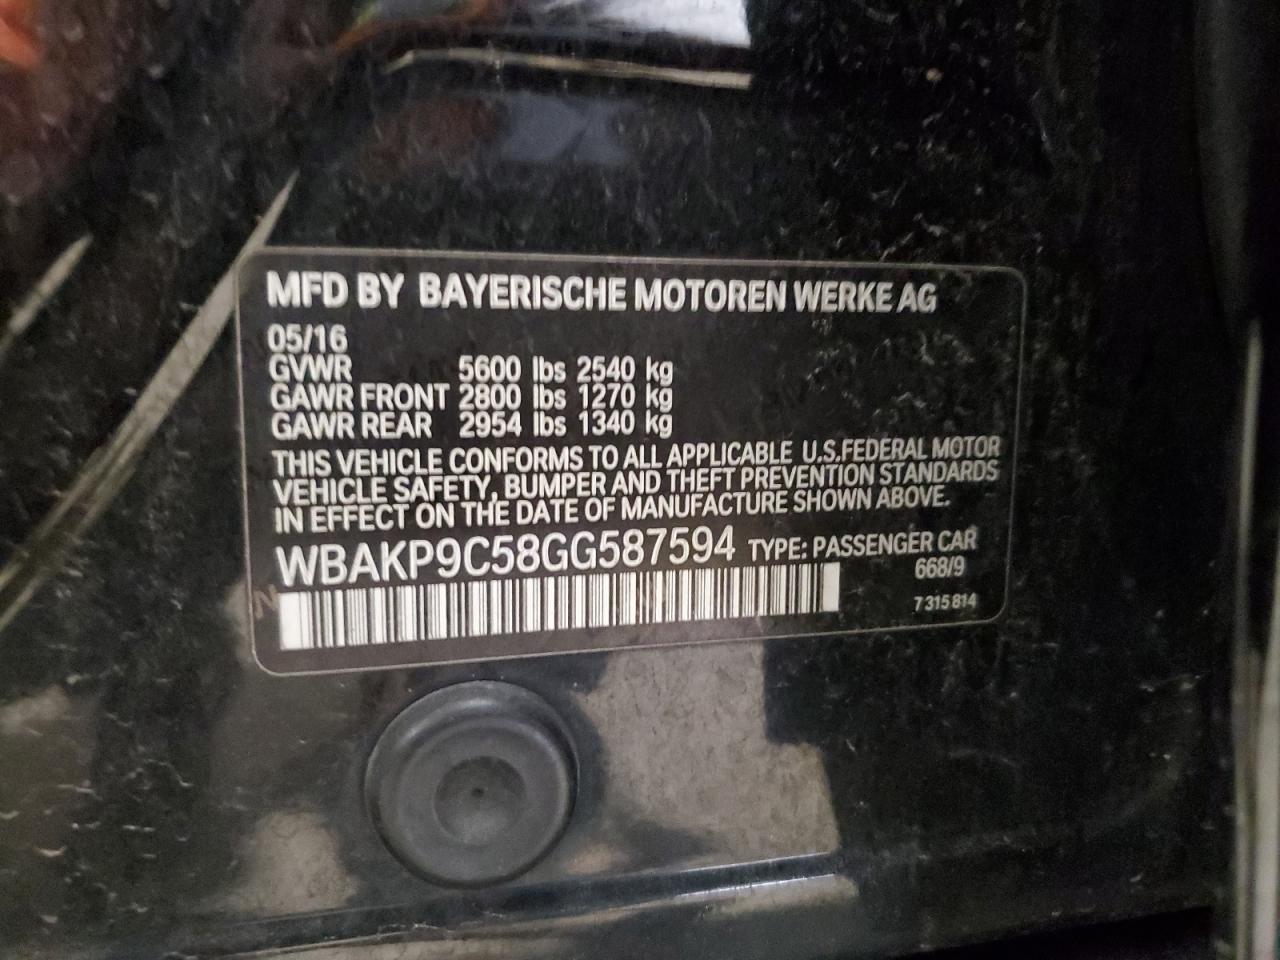 MFD BY BAYERISCHE MOTOREN WERKE AG
05/16
GVWR 5600 lbs 2540 kg
GAWR FRONT 2800 lbs 1270 kg
GAWR REAR 2954 lbs 1340 kg
THIS VEHICLE CONFORMS TO ALL APPLICABLE U.S.FEDERAL MOTOR
VEHICLE SAFETY, BUMPER AND THEFT PREVENTION STANDARDS
IN EFFECT ON THE DATE OF MANUFACTURE SHOWN ABOVE.
WBAKP9C58GG587594 TYPE: PASSENGER CAR
668/9
7 315 814